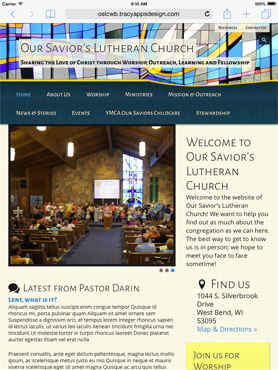 Carrier
6:10 AM
100%
oslcwb.tracyappsdesign.com
Resources Contact Us
Our Savior's Lutheran Church
Sharing the Love of Christ through Worship, Outreach, Learning and Fellowship
Home About Us Worship Ministries Mission & Outreach
News & Stories Events YMCA Our Saviors Childcare Stewardship
Welcome to
Our Savior's
Lutheran
Church
Welcome to the website of
Our Savior's Lutheran
Church! We want to help you
find out as much about the
congregation as we can here.
The best way to get to know
us is in person; we hope to
meet you face to face
sometime!
Find us
1044 S. Silverbrook
Drive
West Bend, WI
53095
Map & Directions »
Join us for
Worship
Latest from Pastor Darin
Lent, what is it?
Aliquam sagittis tellus suscipit enim congue tempor Quisque id
rhoncus mi, porta pulvinar quam Aliquam sit amet ornare sem
Suspendisse a dignissim orci, et tempus lorem Integer rhoncus sapien
id lectus iaculis, ut varius leo iaculis Aenean tincidunt fringilla urna nec
tincidunt Ut molestie tortor in turpis laoreet laoreet Donec placerat
auctor egestas Etiam vel erat nulla
Praesent convallis, ante eget dictum pellentesque, magna lectus mollis
ipsum, ac scelerisque metus justo eu nisi Quisque in neque et magna
viverra scelerisque eget sit amet magna Quisque ac arcu quis tellus